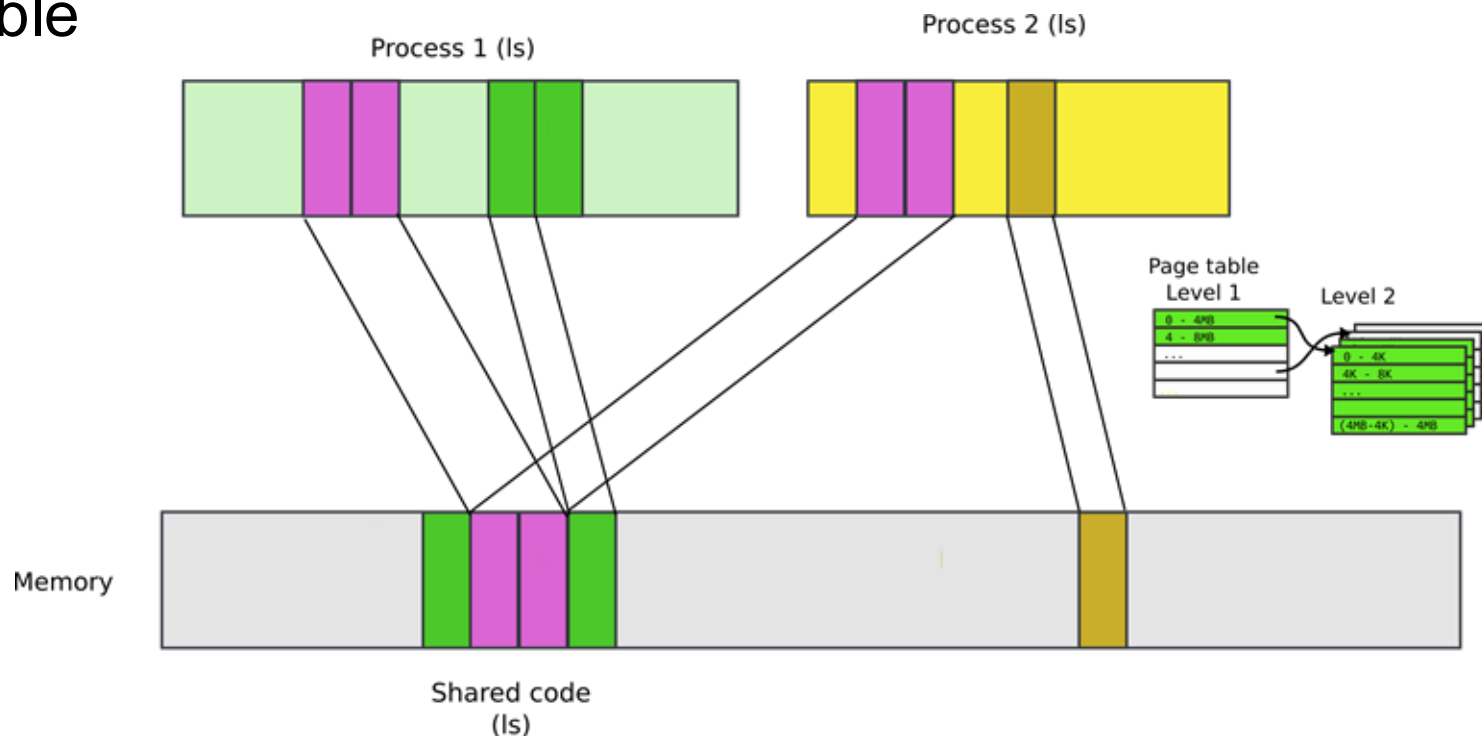 ble
Process 1 (ls)
Process 2 (ls)
Page table
Level 1
Level 2
0 - 4MB
4 - 8MB
...
0 - 4K
4K - 8K
...
(4MB-4K) - 4MB
Memory
Shared code
(ls)